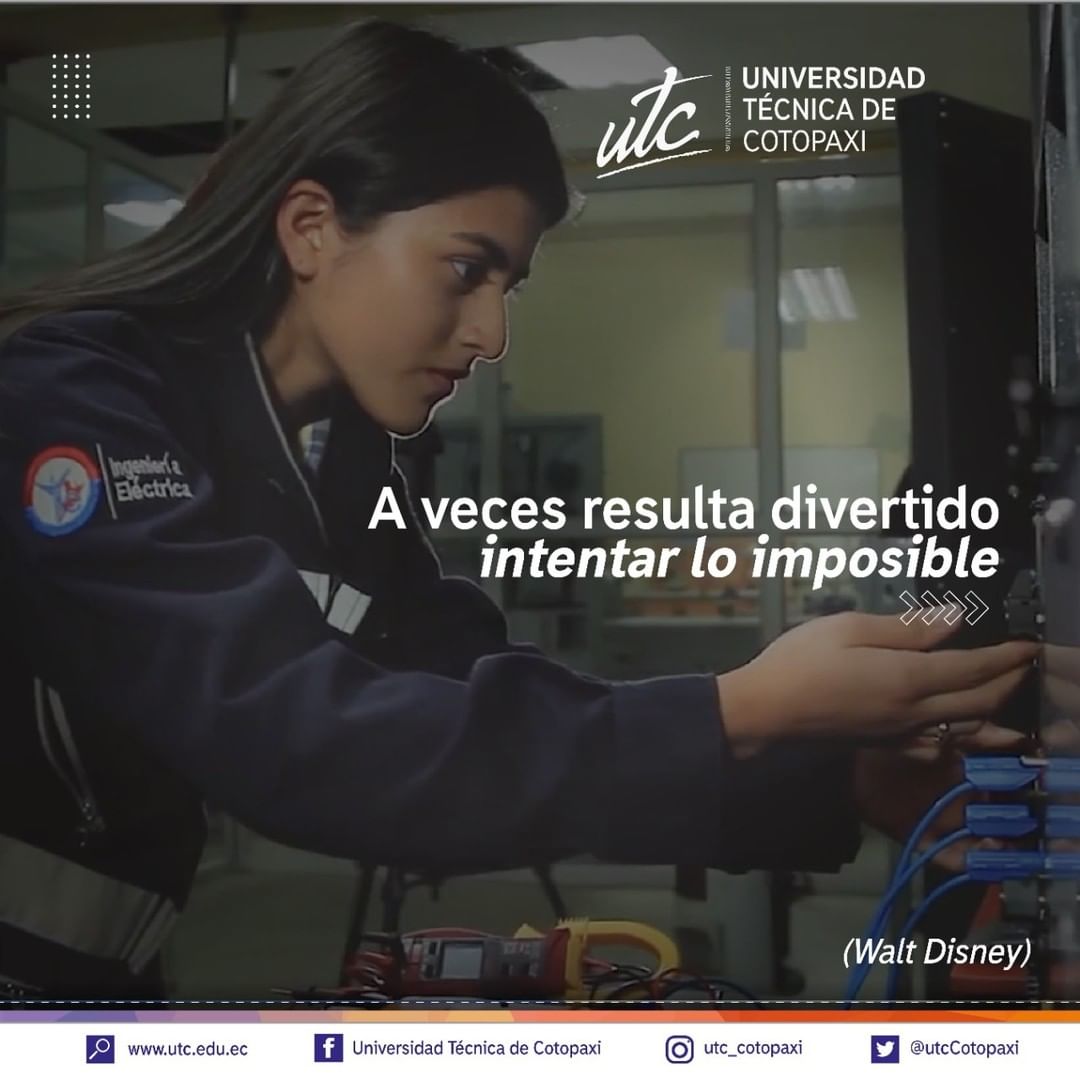 utc
UNIVERSIDAD
TÉCNICA DE
COTOPAXI
Ingeniería
Eléctrica
A veces resulta divertido
intentar lo imposible
(Walt Disney)
www.utc.edu.ec
Universidad Técnica de Cotopaxi
utc_cotopaxi
@utcCotopaxi